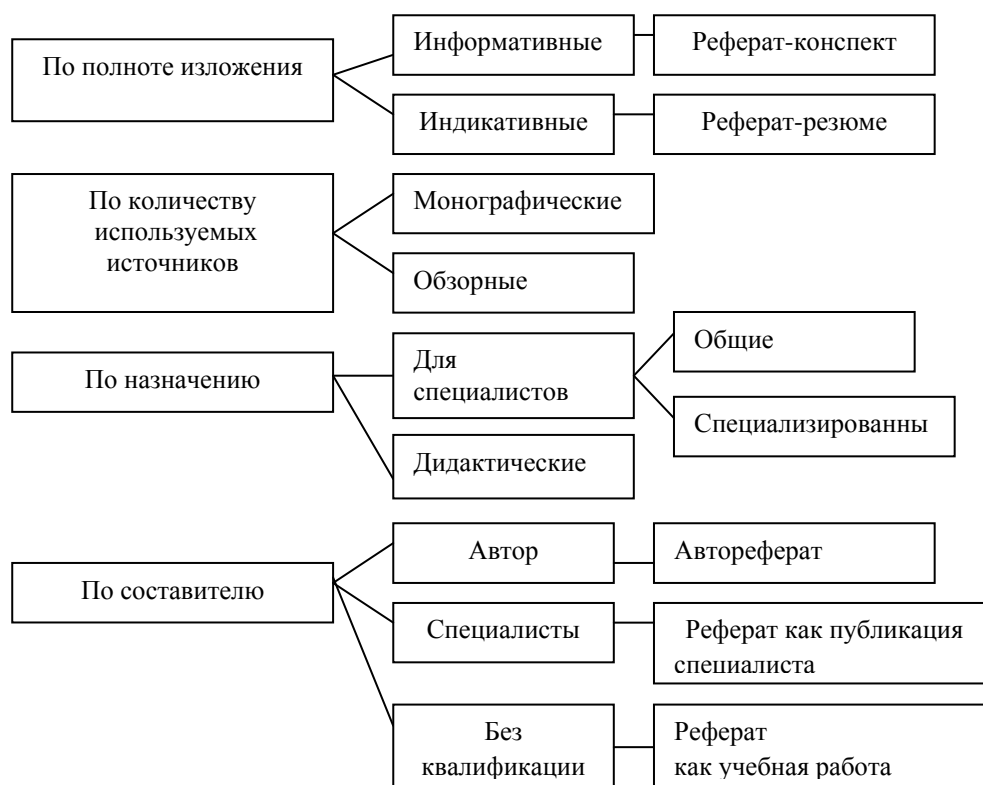 По полноте изложения
Информативные
Реферат-конспект
Индикативные
Реферат-резюме
По количеству
используемых
источников
Монографические
Обзорные
По назначению
Для
специалистов
Общие
Специализированны
Дидактические
По составителю
Автор
Автореферат
Специалисты
Реферат как публикация
специалиста
Без
квалификации
Реферат
как учебная работа